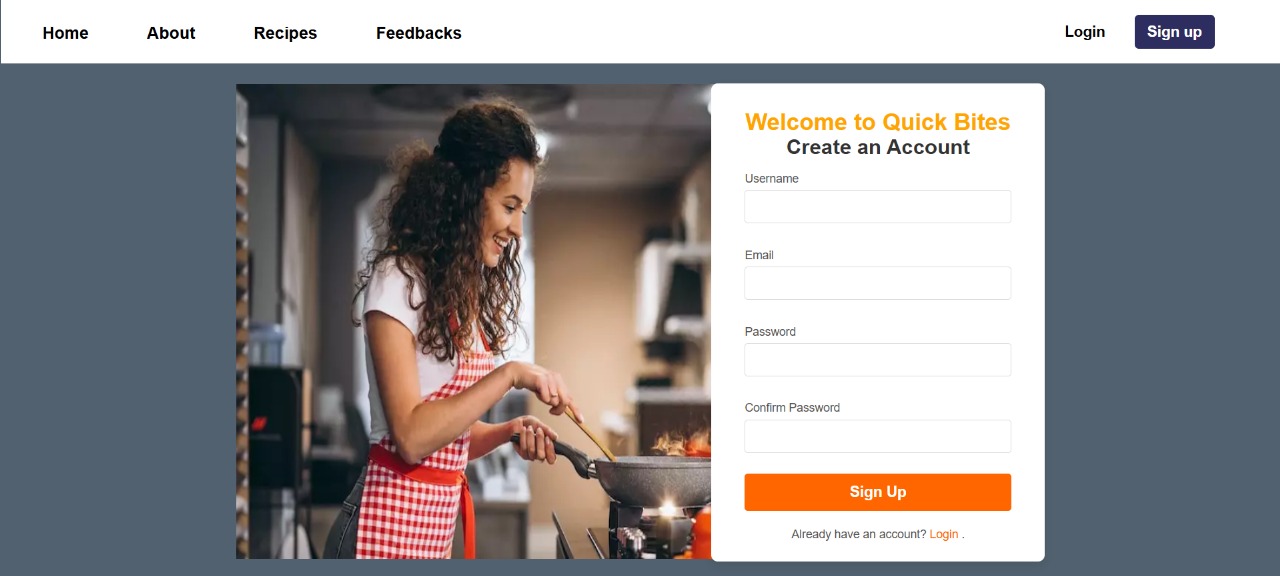 Home About Recipes Feedbacks Login Sign up
Welcome to Quick Bites
Create an Account
Username
Email
Password
Confirm Password
Sign Up
Already have an account? Login .